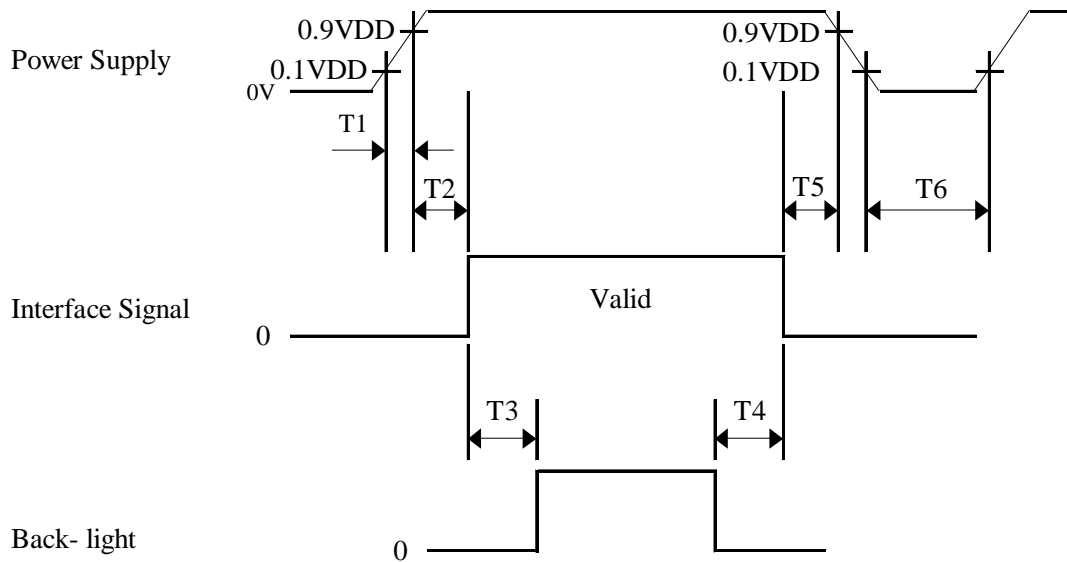 0.9VDD
0.9VDD
Power Supply
0.1VDD
0.1VDD
0V
T1
T2
T5
T6
Interface Signal
Valid
0
T3
T4
Back- light
0